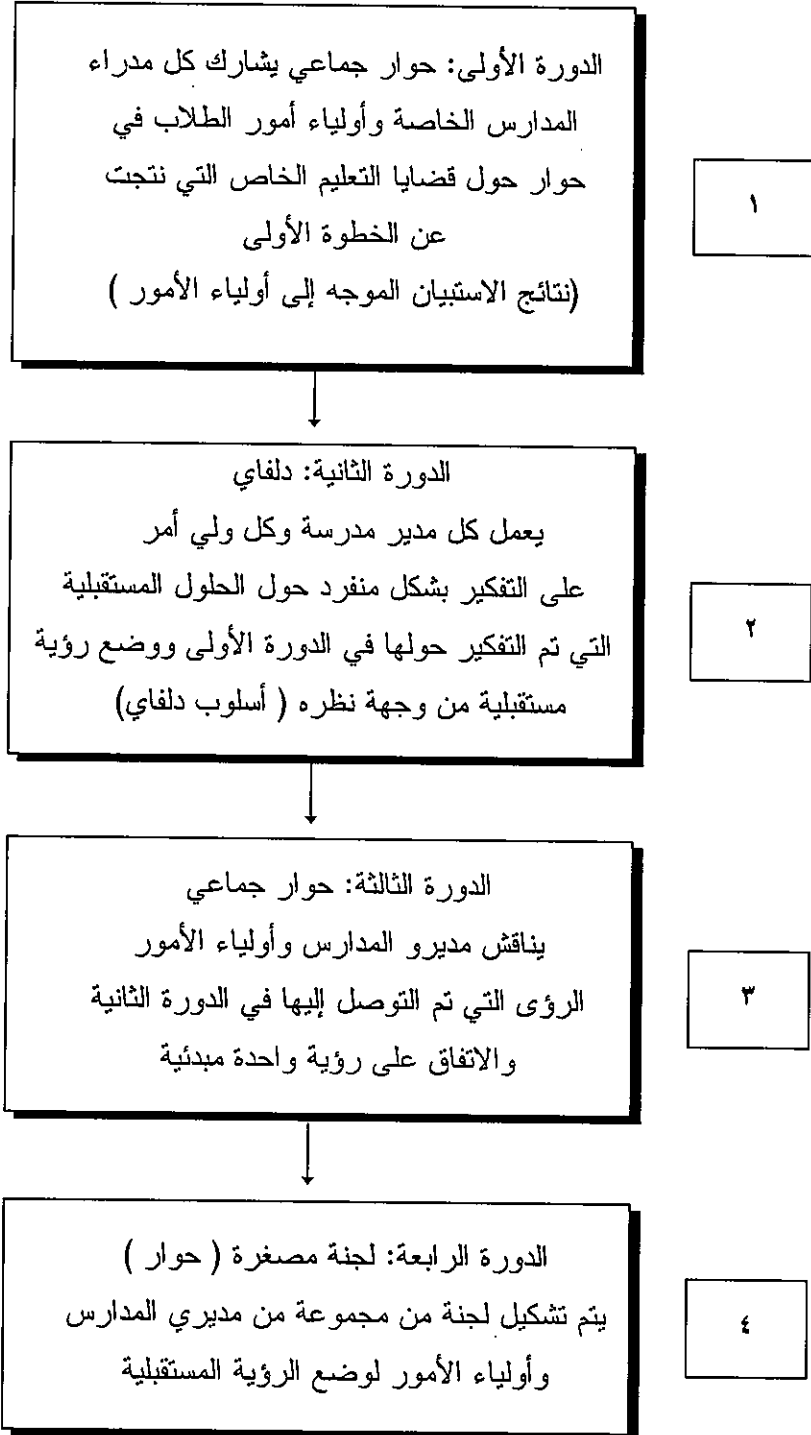 الدورة الأولى: حوار جماعي يشارك كل مدراء
المدارس الخاصة وأولياء أمور الطلاب في
حوار حول قضايا التعليم الخاص التي نتجت
عن الخطوة الأولى
(نتائج الاستبيان الموجه إلى أولياء الأمور )
١
الدورة الثانية: دلفاي
يعمل كل مدير مدرسة وكل ولي أمر
على التفكير بشكل منفرد حول الحلول المستقبلية
التي تم التفكير حولها في الدورة الأولى ووضع رؤية
مستقبلية من وجهة نظره ( أسلوب دلفاي)
٢
الدورة الثالثة: حوار جماعي
يناقش مديرو المدارس وأولياء الأمور
الرؤى التي تم التوصل إليها في الدورة الثانية
والاتفاق على رؤية واحدة مبدئية
٣
الدورة الرابعة: لجنة مصغرة ( حوار )
يتم تشكيل لجنة من مجموعة من مديري المدارس
وأولياء الأمور لوضع الرؤية المستقبلية
٤